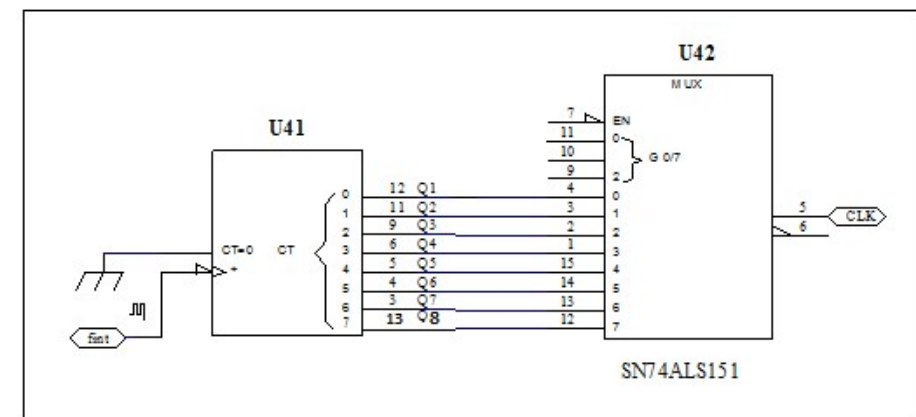 U42
MUX
7 EN
11 0
10 G 0/7
9 2
U41
0 12 Q1 4 0
1 11 Q2 3 1
2 9 Q3 2 2
CT=0 CT 3 6 Q4 1 3
+ 4 5 Q5 15 4
5 4 Q6 14 5
6 3 Q7 13 6
7 13 Q8 12 7
5 CLK
6
fint
SN74ALS151